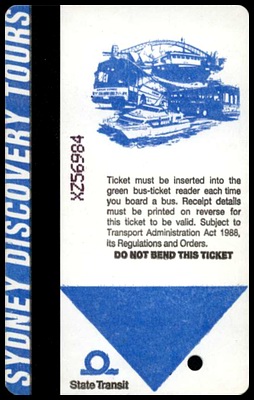 SYDNEY DISCOVERY TOURS
XZ56984
Ticket must be inserted into the
green bus-ticket reader each time
you board a bus. Receipt details
must be printed on reverse for
this ticket to be valid. Subject to
Transport Administration Act 1988,
its Regulations and Orders.
DO NOT BEND THIS TICKET
State Transit